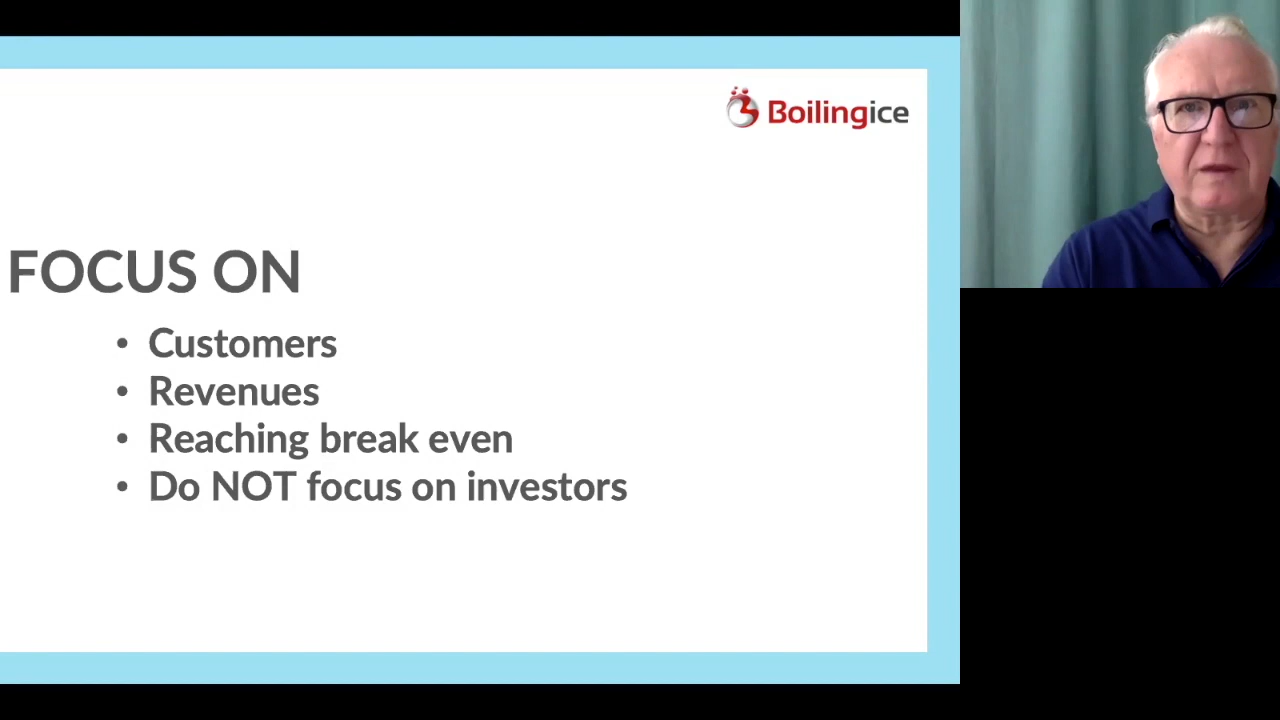 Boilingice
FOCUS ON
• Customers
• Revenues
• Reaching break even
• Do NOT focus on investors